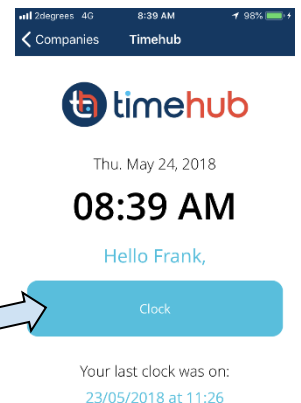 2degrees 4G 8:39 AM 98%
Companies Timehub
timehub
Thu. May 24, 2018
08:39 AM
Hello Frank,
Clock
Your last clock was on:
23/05/2018 at 11:26